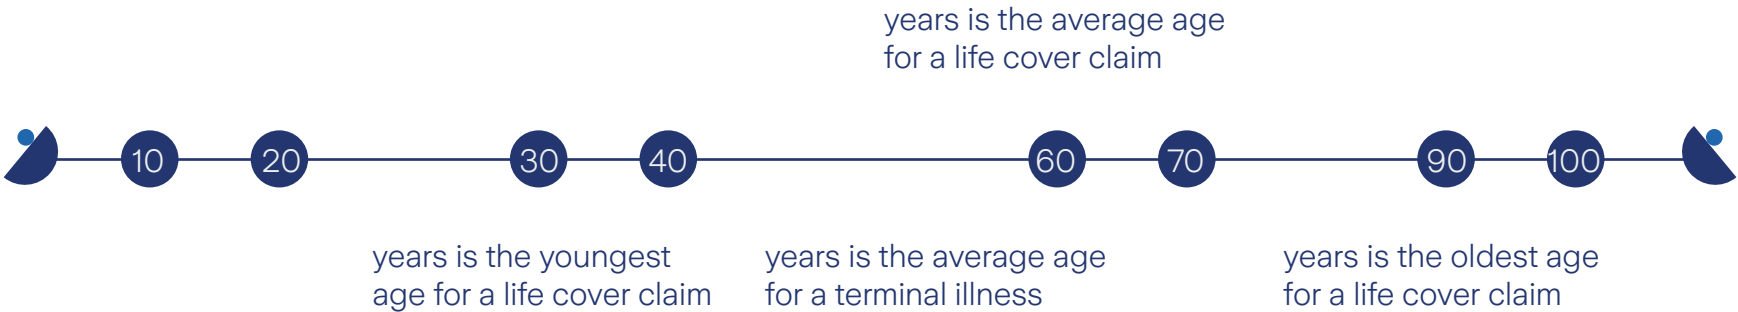 years is the average age
for a life cover claim
10 20 30 40 60 70 90 100
years is the youngest
age for a life cover claim
years is the average age
for a terminal illness
years is the oldest age
for a life cover claim